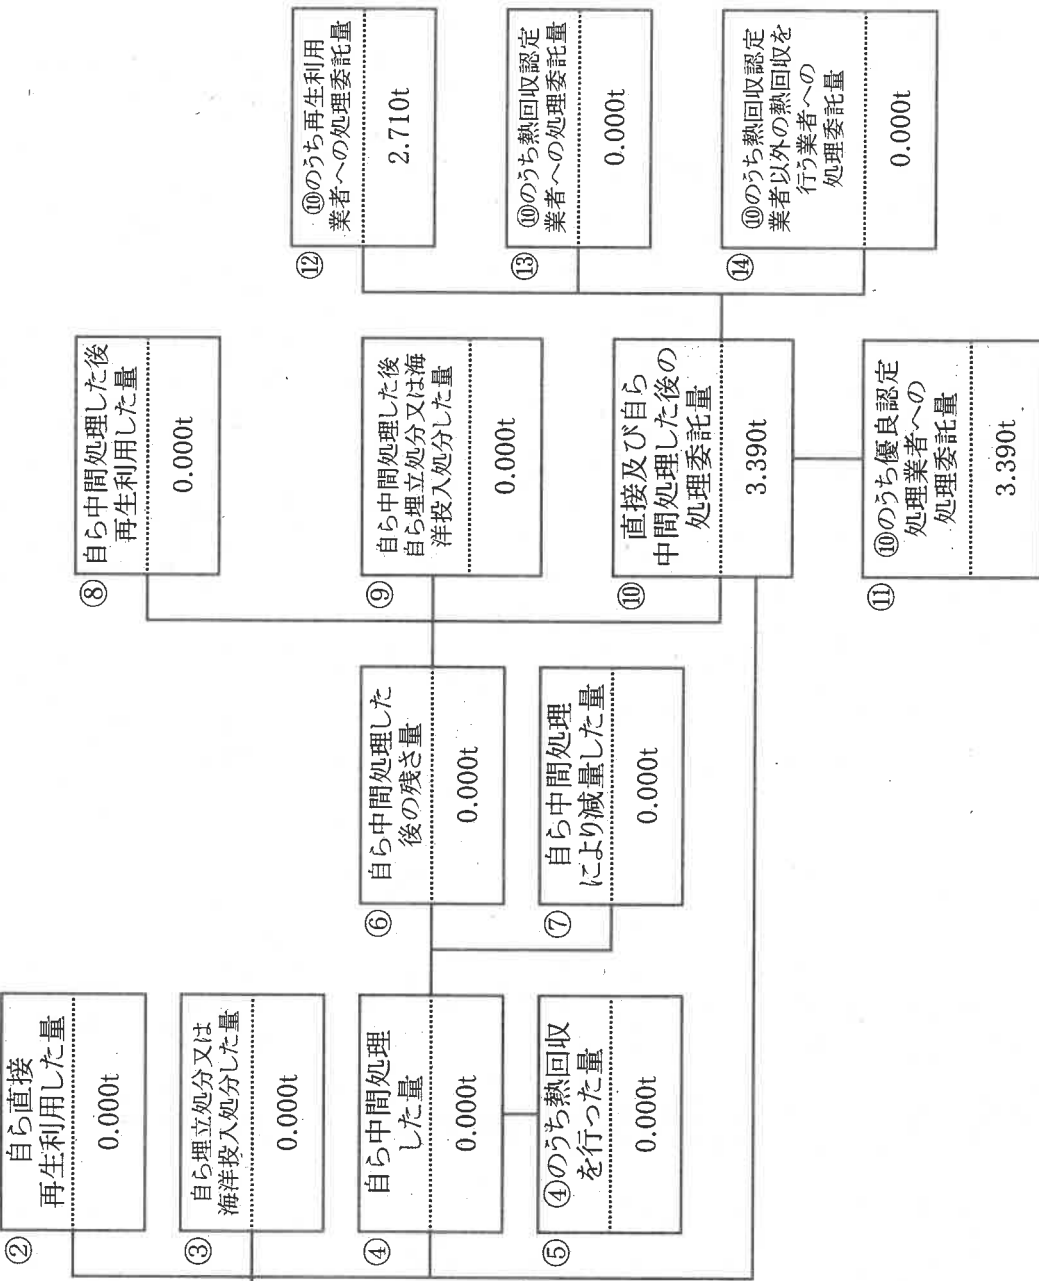 ②
自ら直接
再生利用した量
0.000t
③
自ら埋立処分又は
海洋投入処分した量
0.000t
④
自ら中間処理
した量
0.000t
⑤
④のうち熱回収
を行った量
0.000t
⑥
自ら中間処理した
後の残さ量
0.000t
⑦
自ら中間処理
により減量した量
0.000t
⑧
自ら中間処理した後
再生利用した量
0.000t
⑨
自ら中間処理した後
自ら埋立処分又は海
洋投入処分した量
0.000t
⑩
直接及び自ら
中間処理した後の
処理委託量
3.390t
⑪
⑩のうち優良認定
処理業者への
処理委託量
3.390t
⑫
⑩のうち再生利用
業者への処理委託量
2.710t
⑬
⑩のうち熱回収認定
業者への処理委託量
0.000t
⑭
⑩のうち熱回収認定
業者以外の熱回収を
行う業者への
処理委託量
0.000t